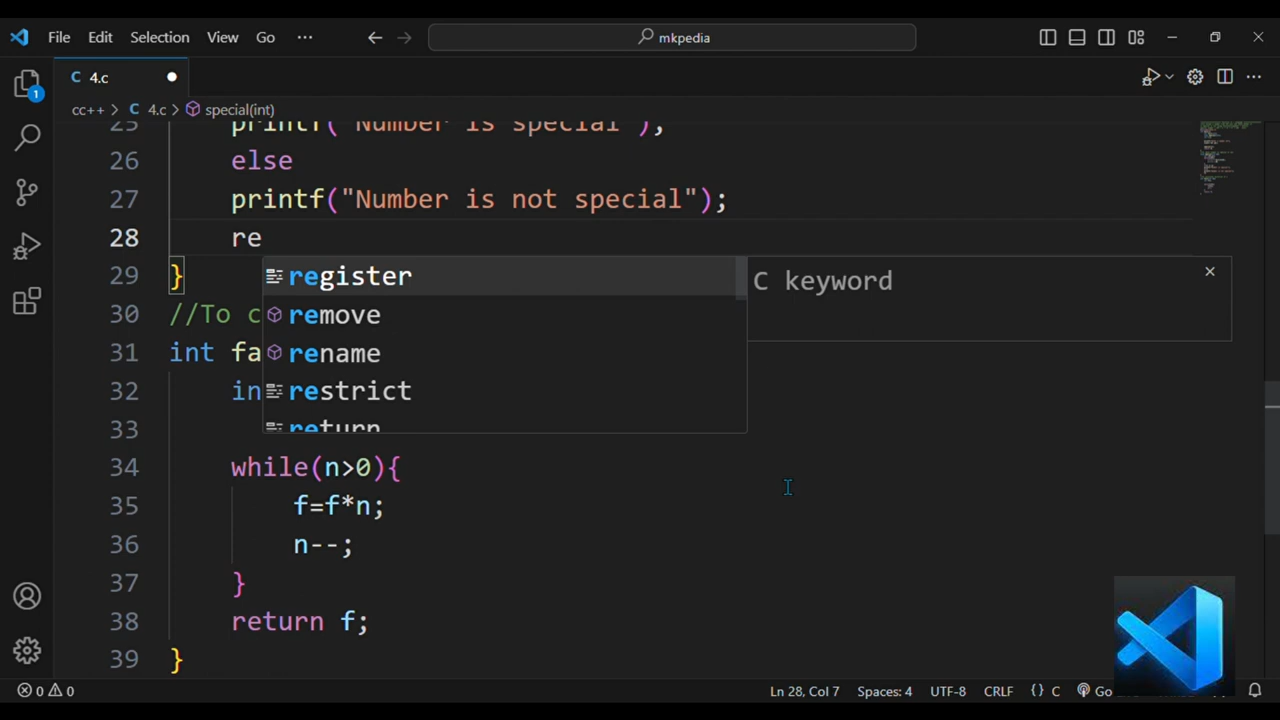 File Edit Selection View Go ··· mkpedia
C 4.c
cc++ > C 4.c > special(int)
25 printf("Number is special");
26 else
27 printf("Number is not special");
28 re
register C keyword
29 }
remove
30 //To c
rename
31 int fa
restrict
32 in
return
33
34 while(n>0){
35 f=f*n;
36 n--;
37 }
38 return f;
39 }
0 0 Ln 28, Col 7 Spaces: 4 UTF-8 CRLF {} C Go
1